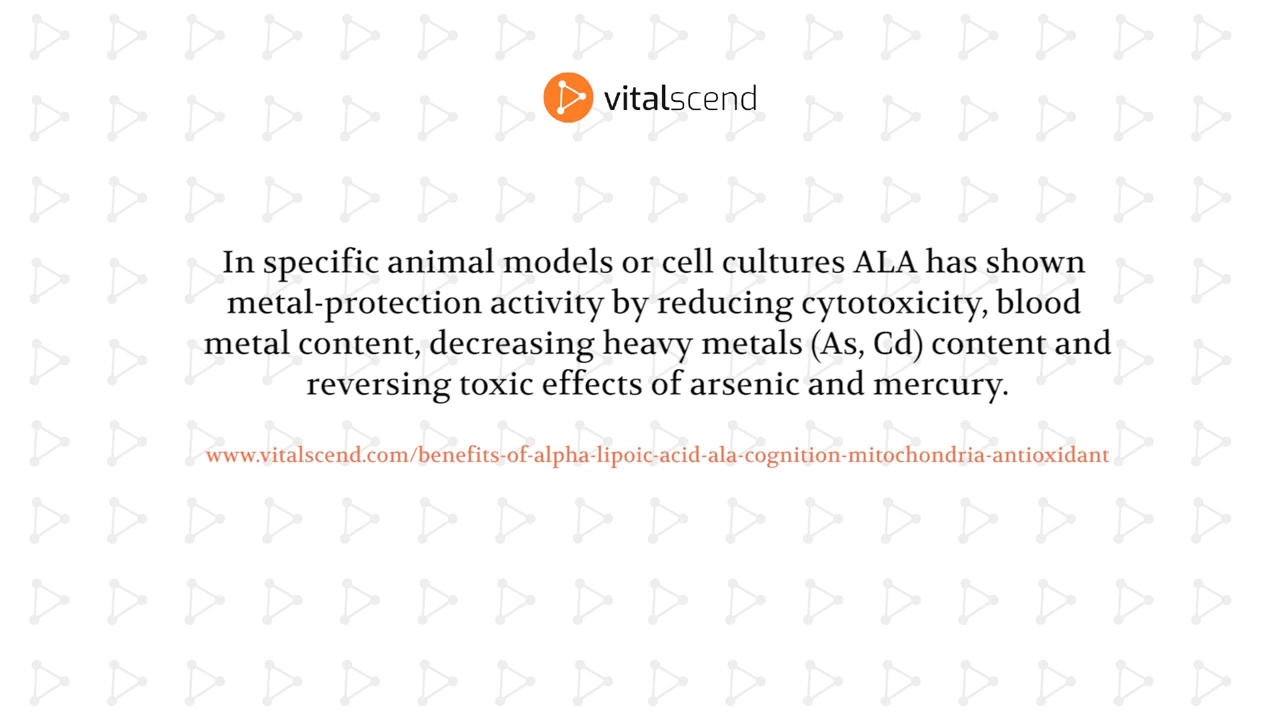 vitalscend
In specific animal models or cell cultures ALA has shown
metal-protection activity by reducing cytotoxicity, blood
metal content, decreasing heavy metals (As, Cd) content and
reversing toxic effects of arsenic and mercury.
www.vitalscend.com/benefits-of-alpha-lipoic-acid-ala-cognition-mitochondria-antioxidant